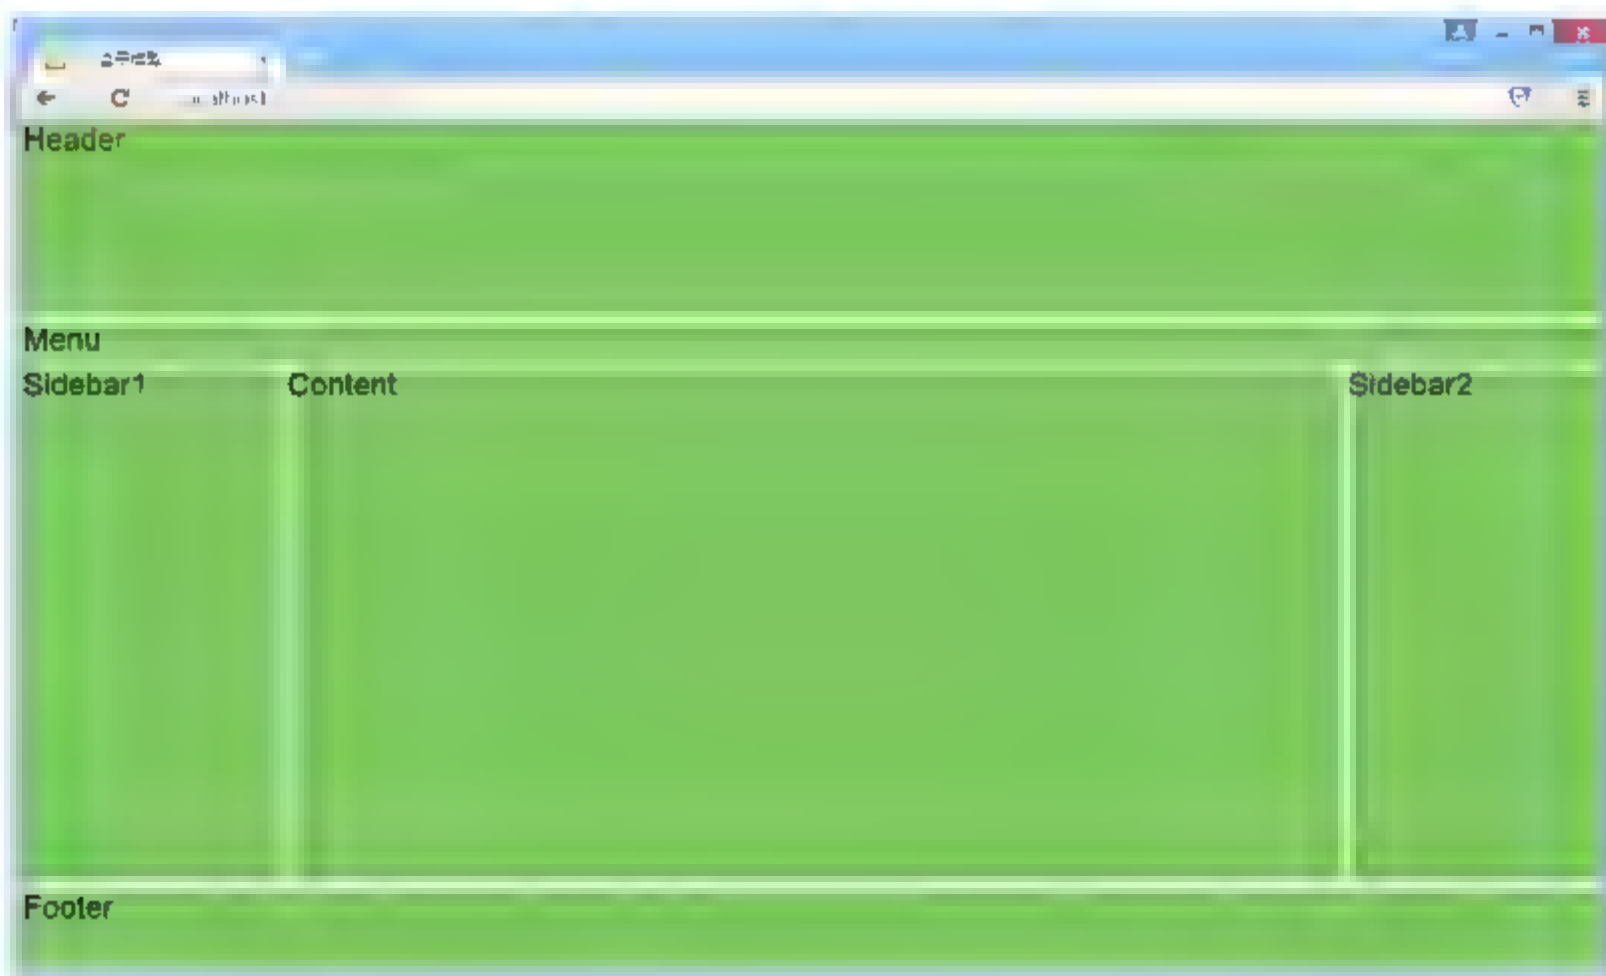 Header
Menu
Sidebar1 Content Sidebar2
Footer